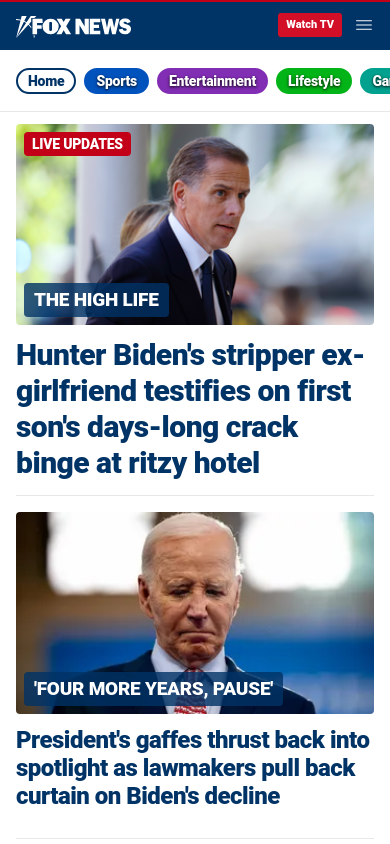 FOX NEWS
Watch TV
Home
Sports
Entertainment
Lifestyle
LIVE UPDATES
THE HIGH LIFE
Hunter Biden's stripper ex-
girlfriend testifies on first
son's days-long crack
binge at ritzy hotel
'FOUR MORE YEARS, PAUSE'
President's gaffes thrust back into
spotlight as lawmakers pull back
curtain on Biden's decline